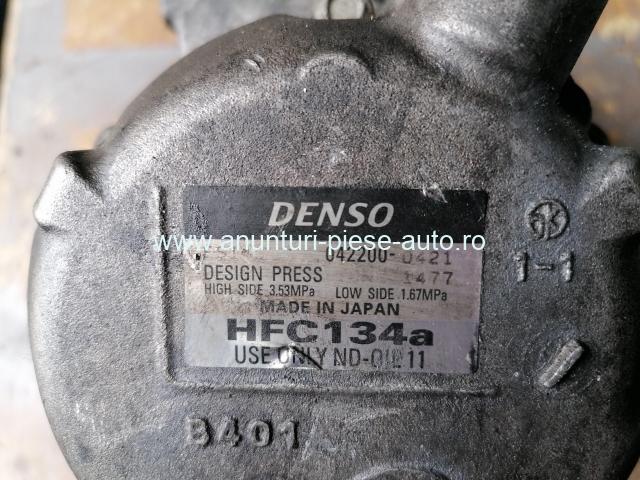 DENSO
www.anunturi-piese-auto.ro
042200-0421
DESIGN PRESS 1477
HIGH SIDE 3.53MPa LOW SIDE 1.67MPa
MADE IN JAPAN
HFC134a
USE ONLY ND-OIL 11
1-1
B401